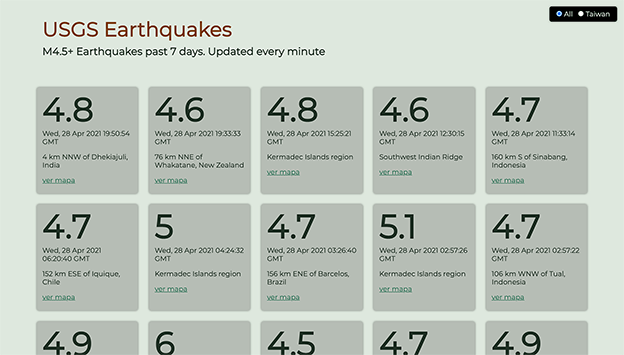 All Taiwan
USGS Earthquakes
M4.5+ Earthquakes past 7 days. Updated every minute
4.8
Wed, 28 Apr 2021 19:50:54
GMT
4 km NNW of Dhekiajuli,
India
ver mapa
4.6
Wed, 28 Apr 2021 19:33:33
GMT
76 km NNE of
Whakatane, New Zealand
ver mapa
4.8
Wed, 28 Apr 2021 15:25:21
GMT
Kermadec Islands region
ver mapa
4.6
Wed, 28 Apr 2021 12:30:15
GMT
Southwest Indian Ridge
ver mapa
4.7
Wed, 28 Apr 2021 11:33:14
GMT
160 km S of Sinabang,
Indonesia
ver mapa
4.7
Wed, 28 Apr 2021
06:20:40 GMT
152 km ESE of Iquique,
Chile
ver mapa
5
Wed, 28 Apr 2021 04:24:32
GMT
Kermadec Islands region
ver mapa
4.7
Wed, 28 Apr 2021 03:26:40
GMT
156 km ENE of Barcelos,
Brazil
ver mapa
5.1
Wed, 28 Apr 2021 02:57:26
GMT
Kermadec Islands region
ver mapa
4.7
Wed, 28 Apr 2021 02:57:22
GMT
106 km WNW of Tual,
Indonesia
ver mapa
4.9
6
4.5
4.7
4.9